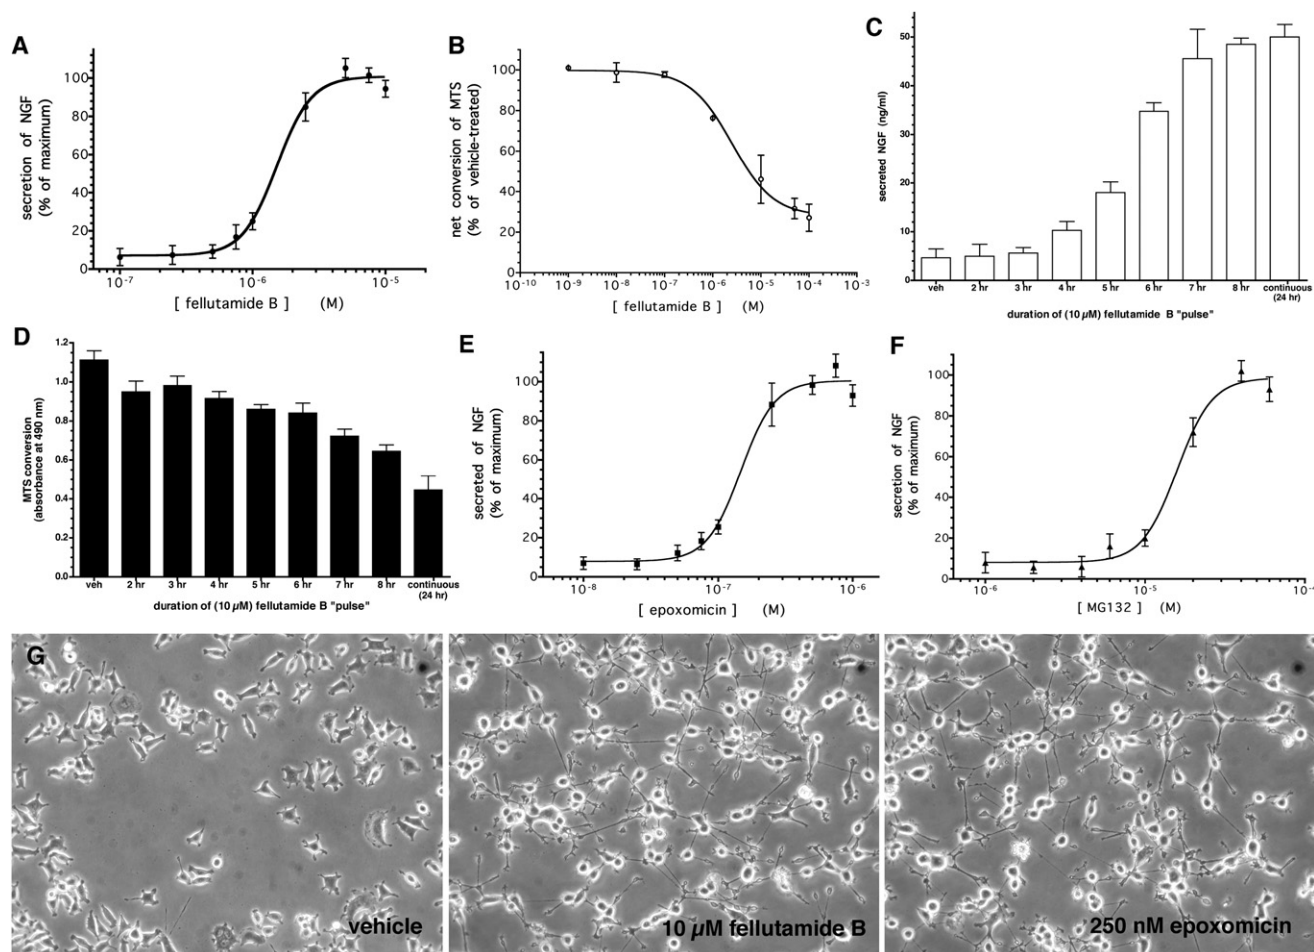 A
secretion of NGF
(% of maximum)
100
80
60
40
20
0
10-7
10-6
10-5
[ fellutamide B ] (M)
B
net conversion of MTS
(% of vehicle-treated)
100
80
60
40
20
0
10-10
10-9
10-8
10-7
10-6
10-5
10-4
10-3
[ fellutamide B ] (M)
C
secreted NGF (ng/ml)
50
40
30
20
10
0
veh
2 hr
3 hr
4 hr
5 hr
6 hr
7 hr
8 hr
continuous
(24 hr)
duration of (10 µM) fellutamide B "pulse"
D
MTS conversion
(absorbance at 490 nm)
1.2
1.0
0.8
0.6
0.4
0.2
0.0
veh
2 hr
3 hr
4 hr
5 hr
6 hr
7 hr
8 hr
continuous
(24 hr)
duration of (10 µM) fellutamide B "pulse"
E
secreted of NGF
(% of maximum)
100
80
60
40
20
0
10-8
10-7
10-6
[ epoxomicin ] (M)
F
secretion of NGF
(% of maximum)
100
80
60
40
20
0
10-6
10-5
10-4
[ MG132 ] (M)
G
vehicle
10 µM fellutamide B
250 nM epoxomicin